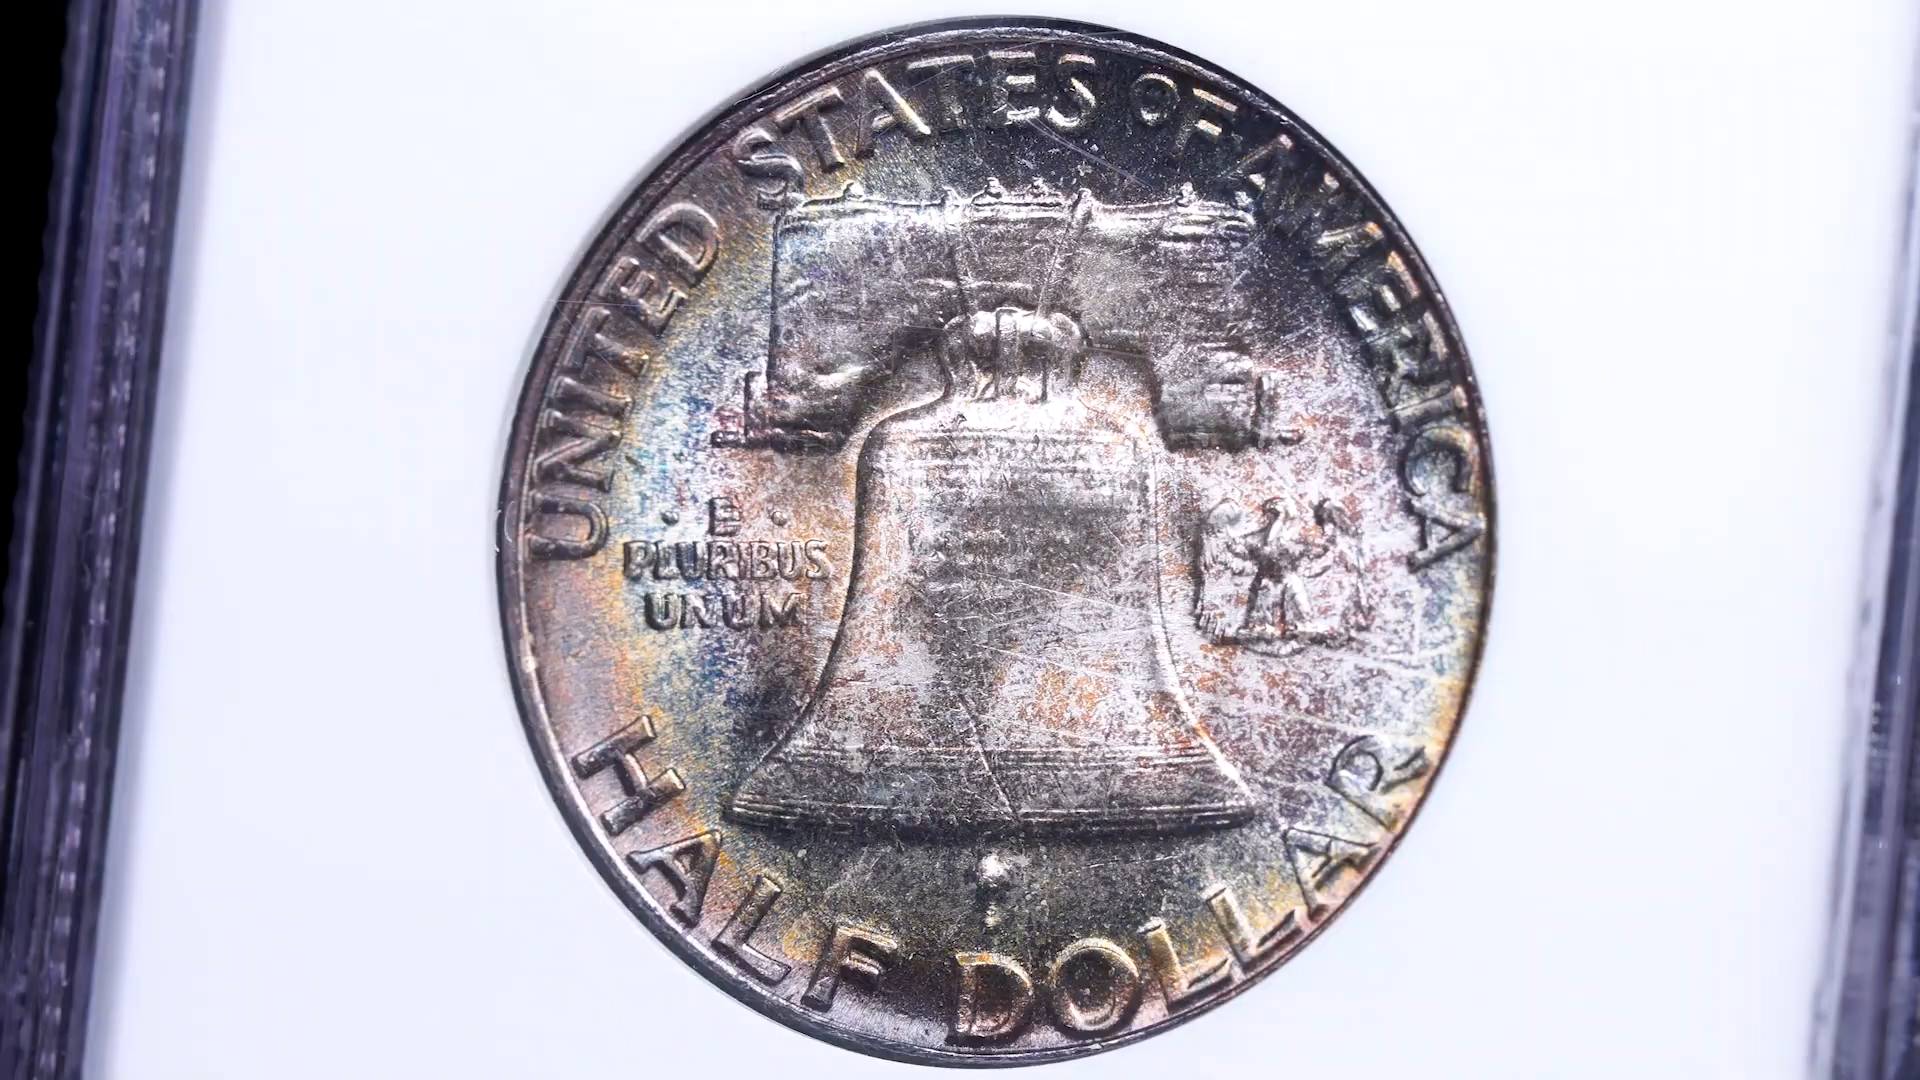 UNITED STATES OF AMERICA
· E ·
PLURIBUS
UNUM
HALF DOLLAR